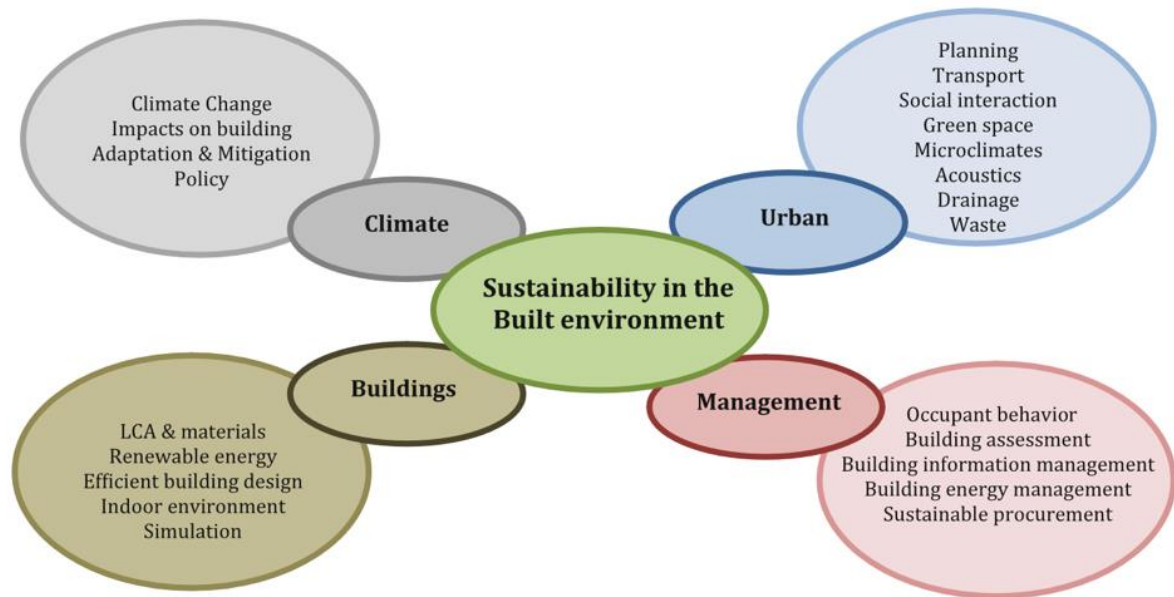 Climate Change
Impacts on building
Adaptation & Mitigation
Policy
Climate
Planning
Transport
Social interaction
Green space
Microclimates
Acoustics
Drainage
Waste
Urban
Sustainability in the
Built environment
Buildings
LCA & materials
Renewable energy
Efficient building design
Indoor environment
Simulation
Management
Occupant behavior
Building assessment
Building information management
Building energy management
Sustainable procurement